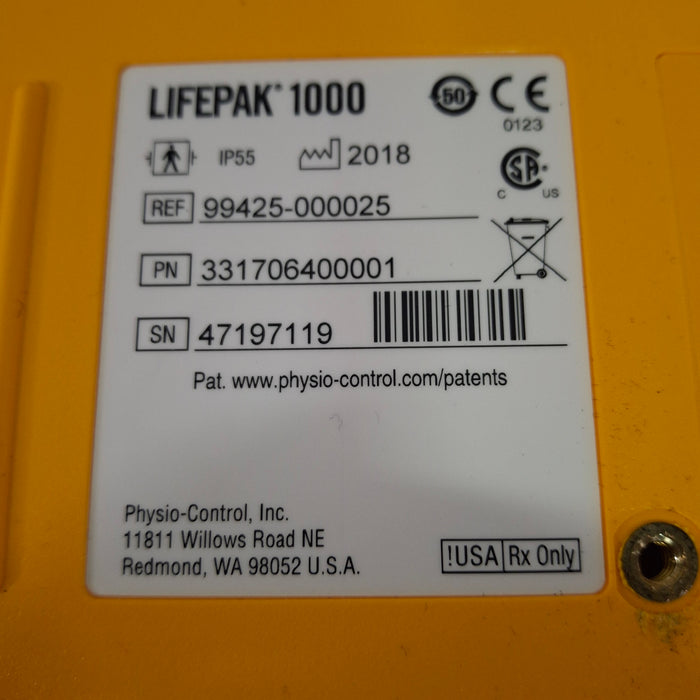 LIFEPAK® 1000
50 CE
0123
IP55 2018
SA
C US
REF 99425-000025
PN 331706400001
SN 47197119
Pat. www.physio-control.com/patents
Physio-Control, Inc.
11811 Willows Road NE
Redmond, WA 98052 U.S.A.
!USA Rx Only